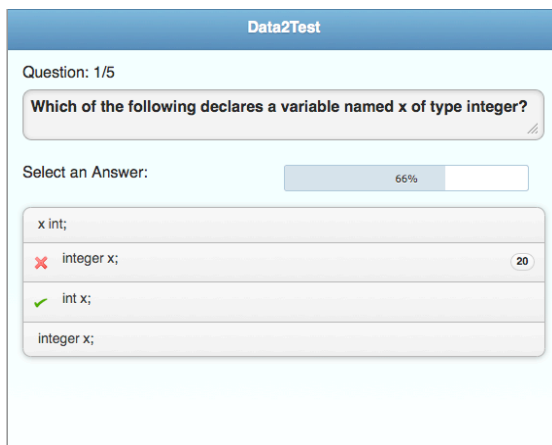 Data2Test
Question: 1/5
Which of the following declares a variable named x of type integer?
Select an Answer:
66%
x int;
integer x;
20
int x;
integer x;